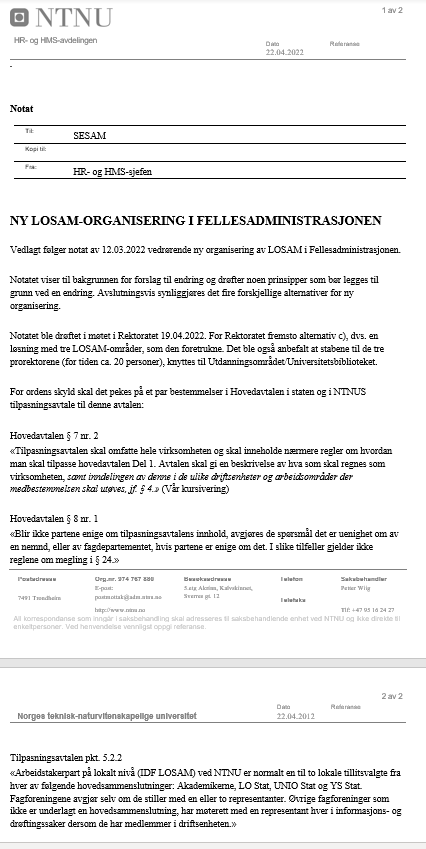 NTNU
1 av 2
HR- og HMS-avdelingen
Dato
Referanse
22.04.2022
.
Notat
Til:
SESAM
Kopi til:
Fra:
HR- og HMS-sjefen
NY LOSAM-ORGANISERING I FELLESADMINISTRASJONEN
Vedlagt følger notat av 12.03.2022 vedrørende ny organisering av LOSAM i Fellesadministrasjonen.
Notatet viser til bakgrunnen for forslag til endring og drøfter noen prinsipper som bør legges til
grunn ved en endring. Avslutningsvis synliggjøres det fire forskjellige alternativer for ny
organisering.
Notatet ble drøftet i møtet i Rektoratet 19.04.2022. For Rektoratet fremsto alternativ c), dvs. en
løsning med tre LOSAM-områder, som den foretrukne. Det ble også anbefalt at stabene til de tre
prorektorene (for tiden ca. 20 personer), knyttes til Utdanningsområdet/Universitetsbiblioteket.
For ordens skyld skal det pekes på et par bestemmelser i Hovedavtalen i staten og i NTNUS
tilpasningsavtale til denne avtalen:
Hovedavtalen § 7 nr. 2
«Tilpasningsavtalen skal omfatte hele virksomheten og skal inneholde nærmere regler om hvordan
man skal tilpasse hovedavtalen Del 1. Avtalen skal gi en beskrivelse av hva som skal regnes som
virksomheten, samt inndelingen av denne i de ulike driftsenheter og arbeidsområder der
medbestemmelsen skal utøves, jf. § 4.» (Vår kursivering)
Hovedavtalen § 8 nr. 1
«Blir ikke partene enige om tilpasningsavtalens innhold, avgjøres de spørsmål det er uenighet om av
en nemnd, eller av fagdepartementet, hvis partene er enige om det. I slike tilfeller gjelder ikke
reglene om megling i § 24.»
Postadresse
Org.nr. 974 767 880
Besøksadresse
Telefon
Saksbehandler
E-post:
Petter Wiig
7491 Trondheim
postmottak@adm.ntnu.no
Sverres gt. 12
Telefaks
http://www.ntnu.no
Tlf: +47 95 16 24 27
All korrespondanse som inngår i saksbehandling skal adresseres til saksbehandlende enhet ved NTNU og ikke direkte til
enkeltpersoner. Ved henvendelse vennligst oppgi referanse.
2 av 2
Norges teknisk-naturvitenskapelige universitet
Dato
Referanse
22.04.2012
Tilpasningsavtalen pkt. 5.2.2
«Arbeidstakerpart på lokalt nivå (IDF LOSAM) ved NTNU er normalt en til to lokale tillitsvalgte fra
hver av følgende hovedsammenslutninger: Akademikerne, LO Stat, UNIO Stat og YS Stat.
Fagforeningene avgjør selv om de stiller med en eller to representanter. Øvrige fagforeninger som
ikke er underlagt en hovedsammenslutning, har møterett med en representant hver i informasjons- og
drøftingssaker dersom de har medlemmer i driftsenheten.»